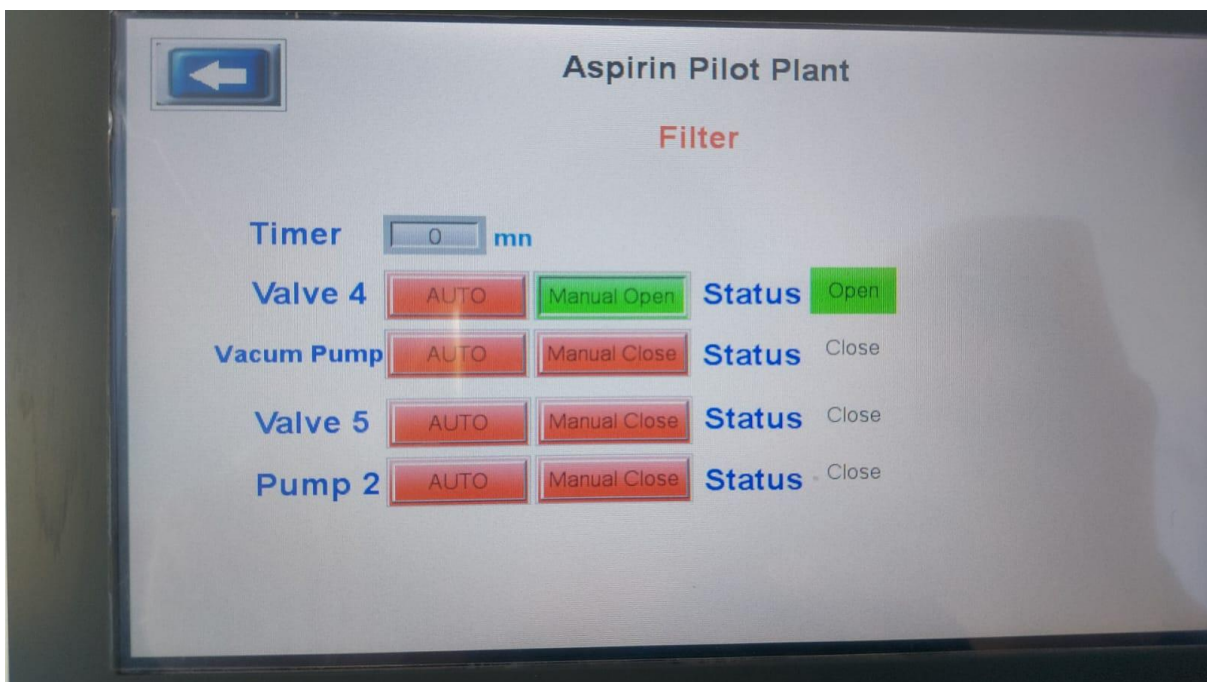 Aspirin Pilot Plant
Filter
Timer 0 mn
Valve 4 AUTO Manual Open Status Open
Vacum Pump AUTO Manual Close Status Close
Valve 5 AUTO Manual Close Status Close
Pump 2 AUTO Manual Close Status Close